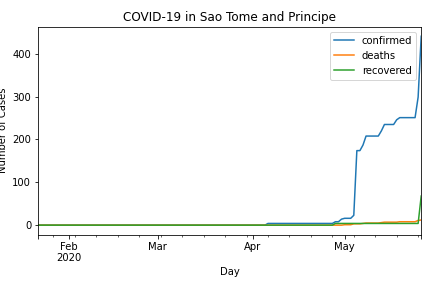 COVID-19 in Sao Tome and Principe
confirmed
deaths
recovered
400
300
200
100
0
Number of Cases
Feb
2020
Mar
Apr
May
Day